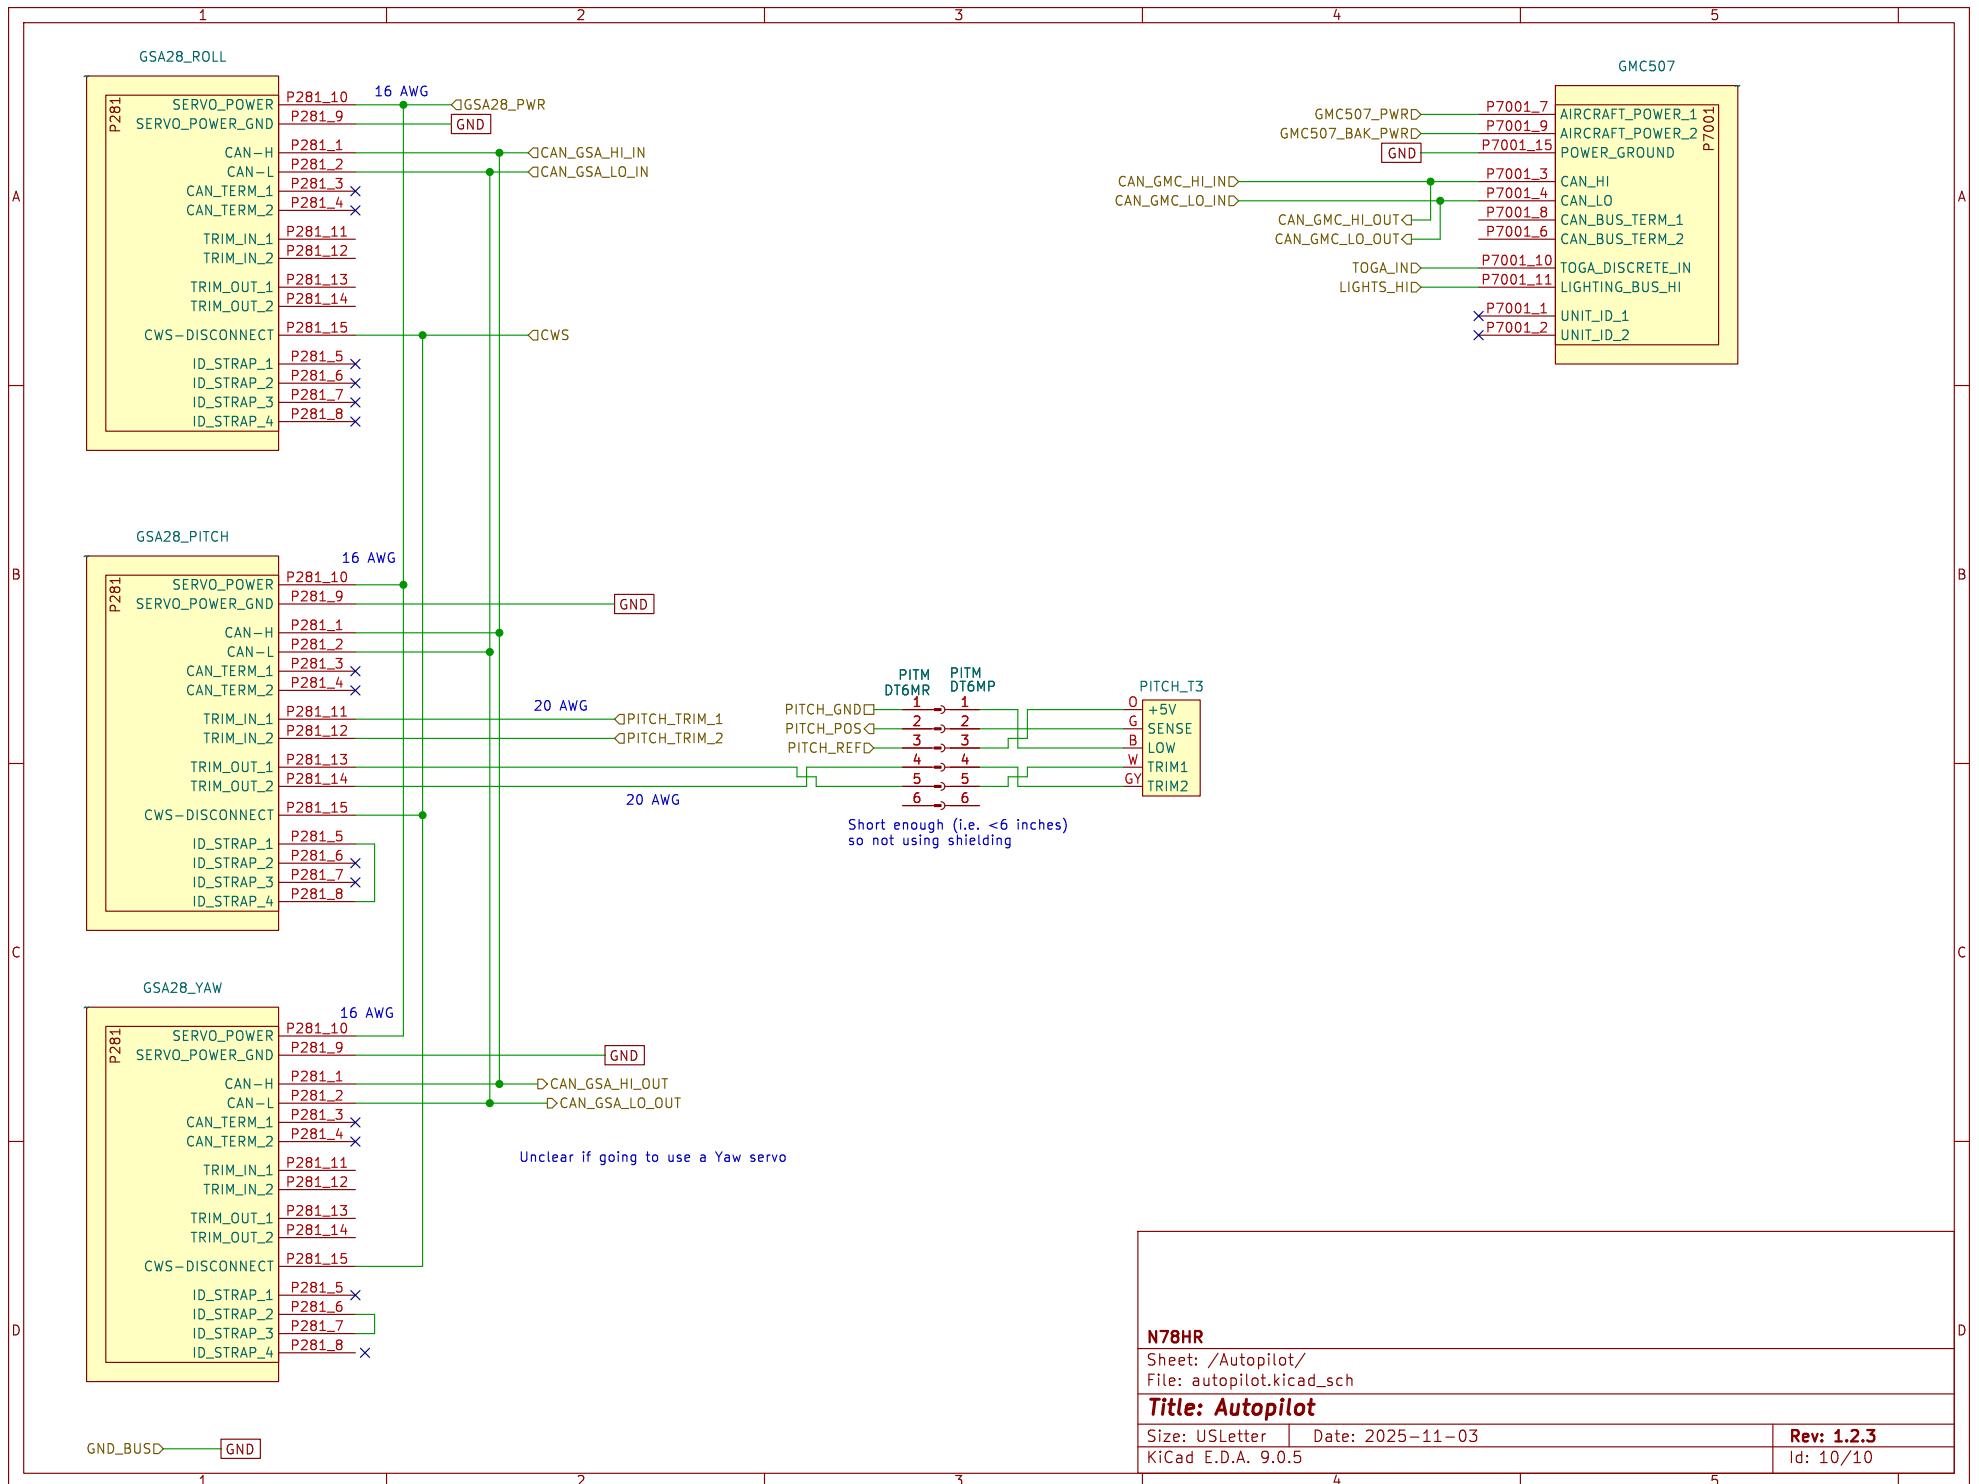 1 2 3 4 5
A
B
C
D
A
B
C
D
GSA28_ROLL
P281
16 AWG
SERVO_POWER P281_10 GSA28_PWR
SERVO_POWER_GND P281_9 GND
CAN-H P281_1 CAN_GSA_HI_IN
CAN-L P281_2 CAN_GSA_LO_IN
CAN_TERM_1 P281_3
CAN_TERM_2 P281_4
TRIM_IN_1 P281_11
TRIM_IN_2 P281_12
TRIM_OUT_1 P281_13
TRIM_OUT_2 P281_14
CWS-DISCONNECT P281_15 CWS
ID_STRAP_1 P281_5
ID_STRAP_2 P281_6
ID_STRAP_3 P281_7
ID_STRAP_4 P281_8
GMC507
P7001
GMC507_PWR P7001_7 AIRCRAFT_POWER_1
GMC507_BAK_PWR P7001_9 AIRCRAFT_POWER_2
GND P7001_15 POWER_GROUND
CAN_GMC_HI_IN P7001_3 CAN_HI
CAN_GMC_LO_IN P7001_4 CAN_LO
CAN_GMC_HI_OUT P7001_8 CAN_BUS_TERM_1
CAN_GMC_LO_OUT P7001_6 CAN_BUS_TERM_2
TOGA_IN P7001_10 TOGA_DISCRETE_IN
LIGHTS_HI P7001_11 LIGHTING_BUS_HI
P7001_1 UNIT_ID_1
P7001_2 UNIT_ID_2
GSA28_PITCH
P281
16 AWG
SERVO_POWER P281_10
SERVO_POWER_GND P281_9 GND
CAN-H P281_1
CAN-L P281_2
CAN_TERM_1 P281_3
CAN_TERM_2 P281_4
20 AWG
TRIM_IN_1 P281_11 PITCH_TRIM_1
TRIM_IN_2 P281_12 PITCH_TRIM_2
TRIM_OUT_1 P281_13
TRIM_OUT_2 P281_14
20 AWG
CWS-DISCONNECT P281_15
ID_STRAP_1 P281_5
ID_STRAP_2 P281_6
ID_STRAP_3 P281_7
ID_STRAP_4 P281_8
PITM PITM
DT6MR DT6MP PITCH_T3
PITCH_GND 1 1 O +5V
PITCH_POS 2 2 G SENSE
PITCH_REF 3 3 B LOW
4 4 W TRIM1
5 5 GY TRIM2
6 6
Short enough (i.e. <6 inches)
so not using shielding
GSA28_YAW
P281
16 AWG
SERVO_POWER P281_10
SERVO_POWER_GND P281_9 GND
CAN-H P281_1 CAN_GSA_HI_OUT
CAN-L P281_2 CAN_GSA_LO_OUT
CAN_TERM_1 P281_3
CAN_TERM_2 P281_4
Unclear if going to use a Yaw servo
TRIM_IN_1 P281_11
TRIM_IN_2 P281_12
TRIM_OUT_1 P281_13
TRIM_OUT_2 P281_14
CWS-DISCONNECT P281_15
ID_STRAP_1 P281_5
ID_STRAP_2 P281_6
ID_STRAP_3 P281_7
ID_STRAP_4 P281_8
GND_BUS GND
N78HR
Sheet: /Autopilot/
File: autopilot.kicad_sch
Title: Autopilot
Size: USLetter Date: 2025-11-03 Rev: 1.2.3
KiCad E.D.A. 9.0.5 Id: 10/10
1 2 3 4 5